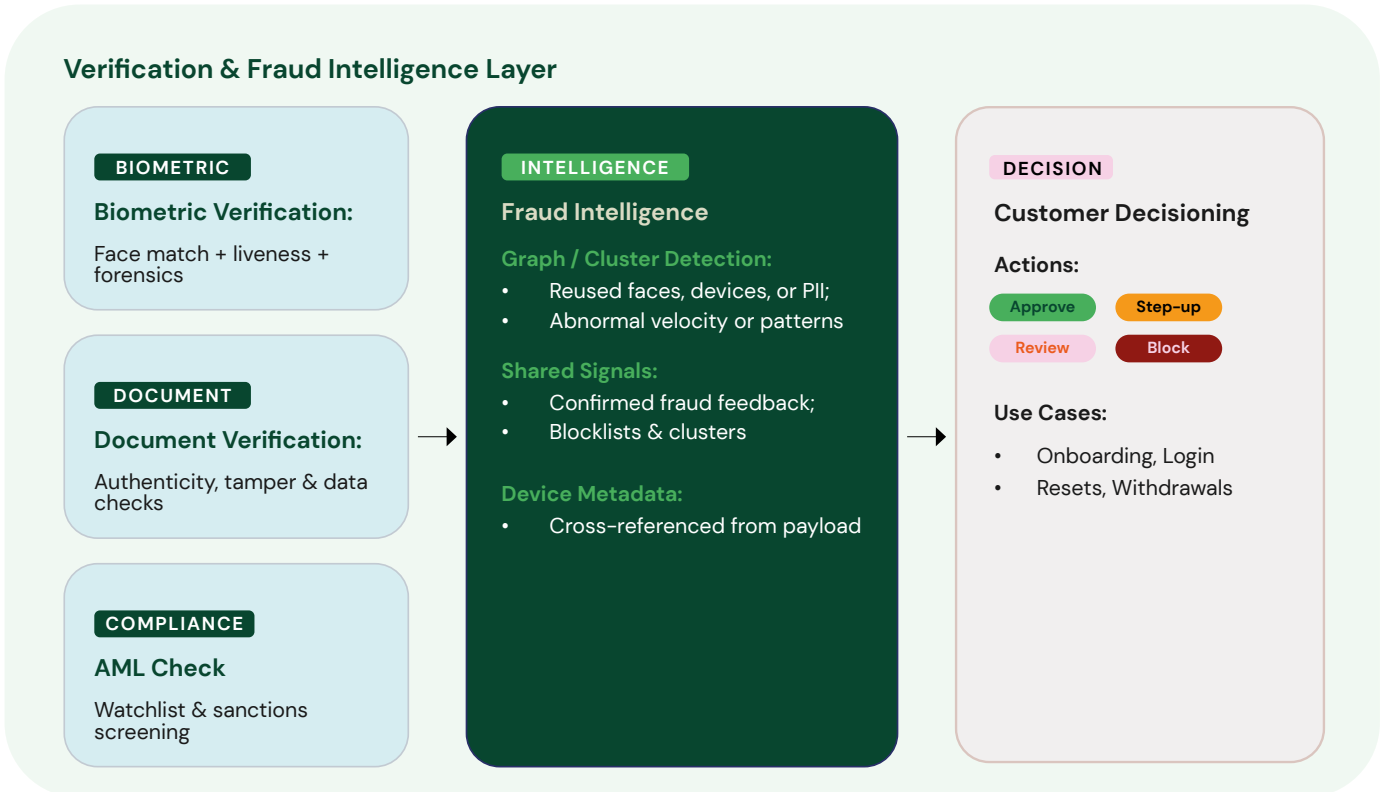 Verification & Fraud Intelligence Layer
BIOMETRIC
Biometric Verification:
Face match + liveness +
forensics
DOCUMENT
Document Verification:
Authenticity, tamper & data
checks
COMPLIANCE
AML Check
Watchlist & sanctions
screening
INTELLIGENCE
Fraud Intelligence
Graph / Cluster Detection:
• Reused faces, devices, or PII;
• Abnormal velocity or patterns
Shared Signals:
• Confirmed fraud feedback;
• Blocklists & clusters
Device Metadata:
• Cross-referenced from payload
DECISION
Customer Decisioning
Actions:
Approve Step-up
Review Block
Use Cases:
• Onboarding, Login
• Resets, Withdrawals